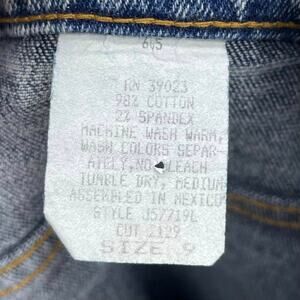 RN 39023
98% COTTON
2% SPANDEX
MACHINE WASH WARM,
WASH COLORS SEPAR-
ATELY,NO BLEACH
TUMBLE DRY, MEDIUM
ASSEMBLED IN MEXICO
STYLE J57719L
CUT 2129
SIZE 9